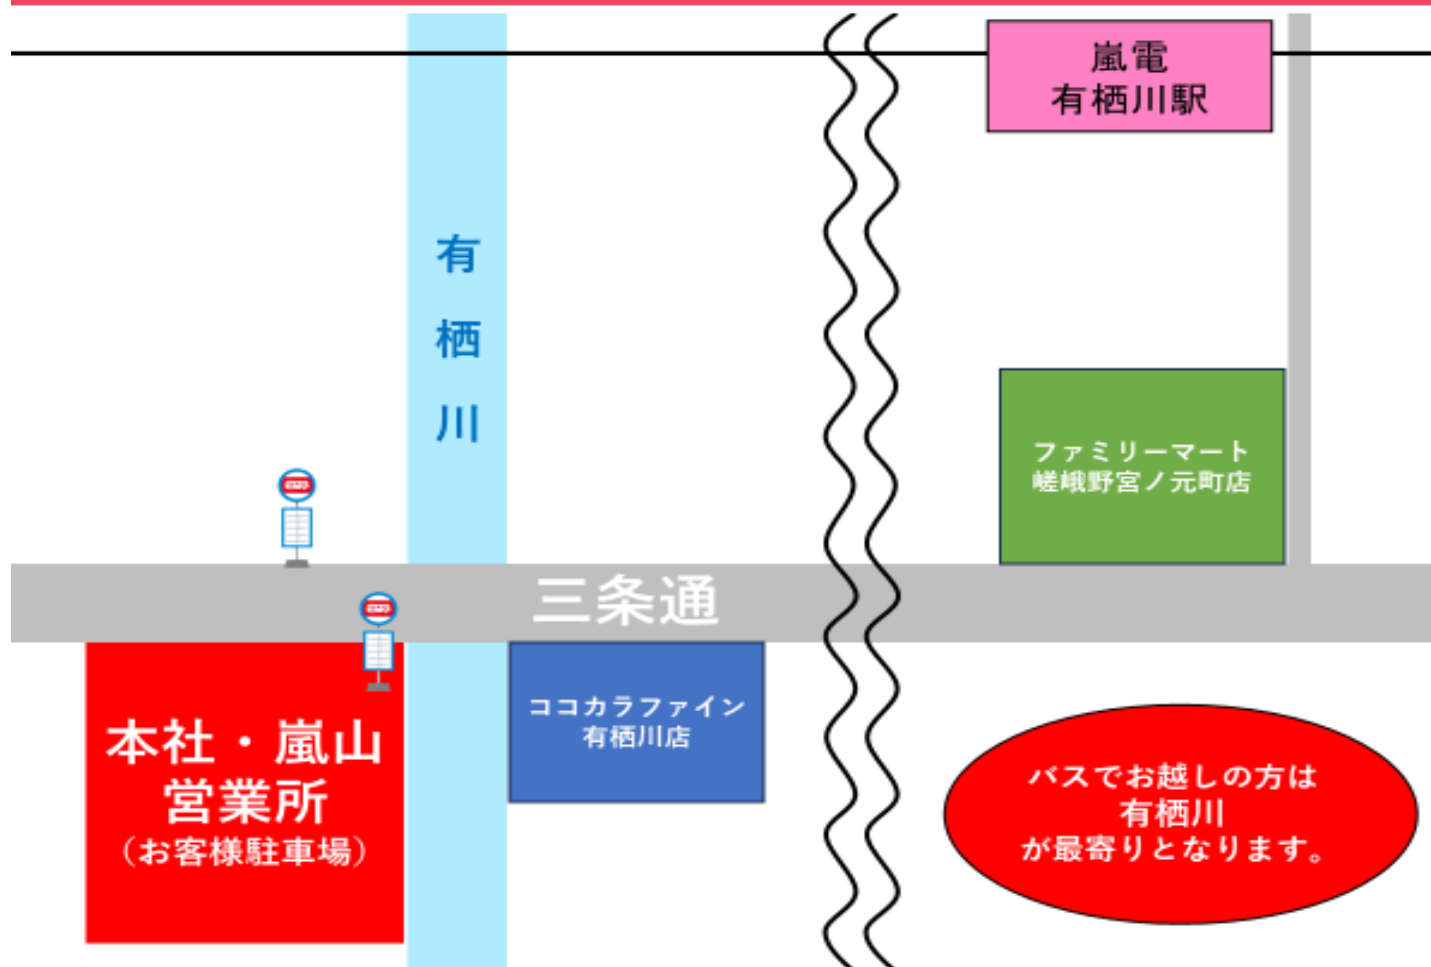 嵐電
有栖川駅
有
栖
川
ファミリーマート
嵯峨野宮ノ元町店
三条通
本社・嵐山
営業所
（お客様駐車場）
ココカラファイン
有栖川店
バスでお越しの方は
有栖川
が最寄りとなります。